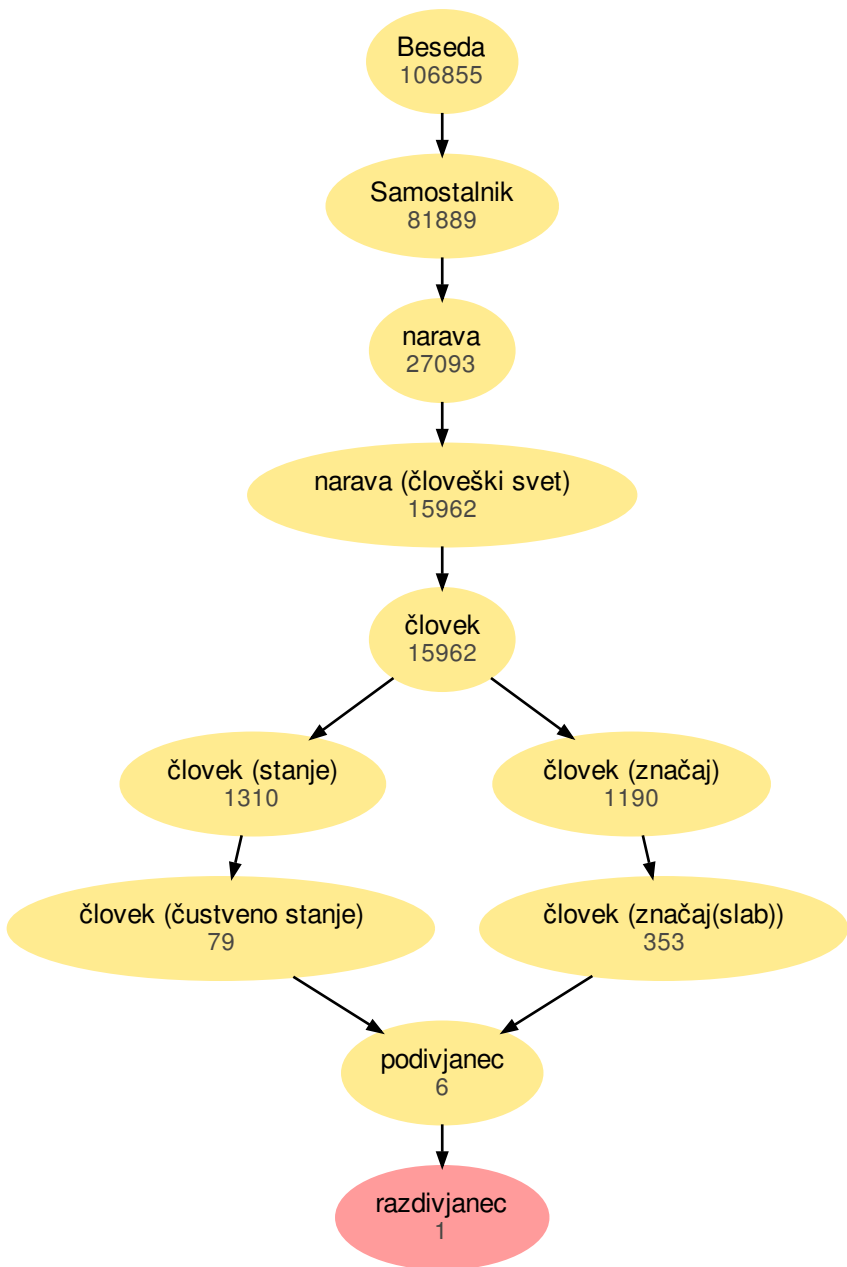 Beseda
106855
Samostalnik
81889
narava
27093
narava (človeški svet)
15962
človek
15962
človek (stanje)
1310
človek (značaj)
1190
človek (čustveno stanje)
79
človek (značaj(slab))
353
podivjanec
6
razdivjanec
1